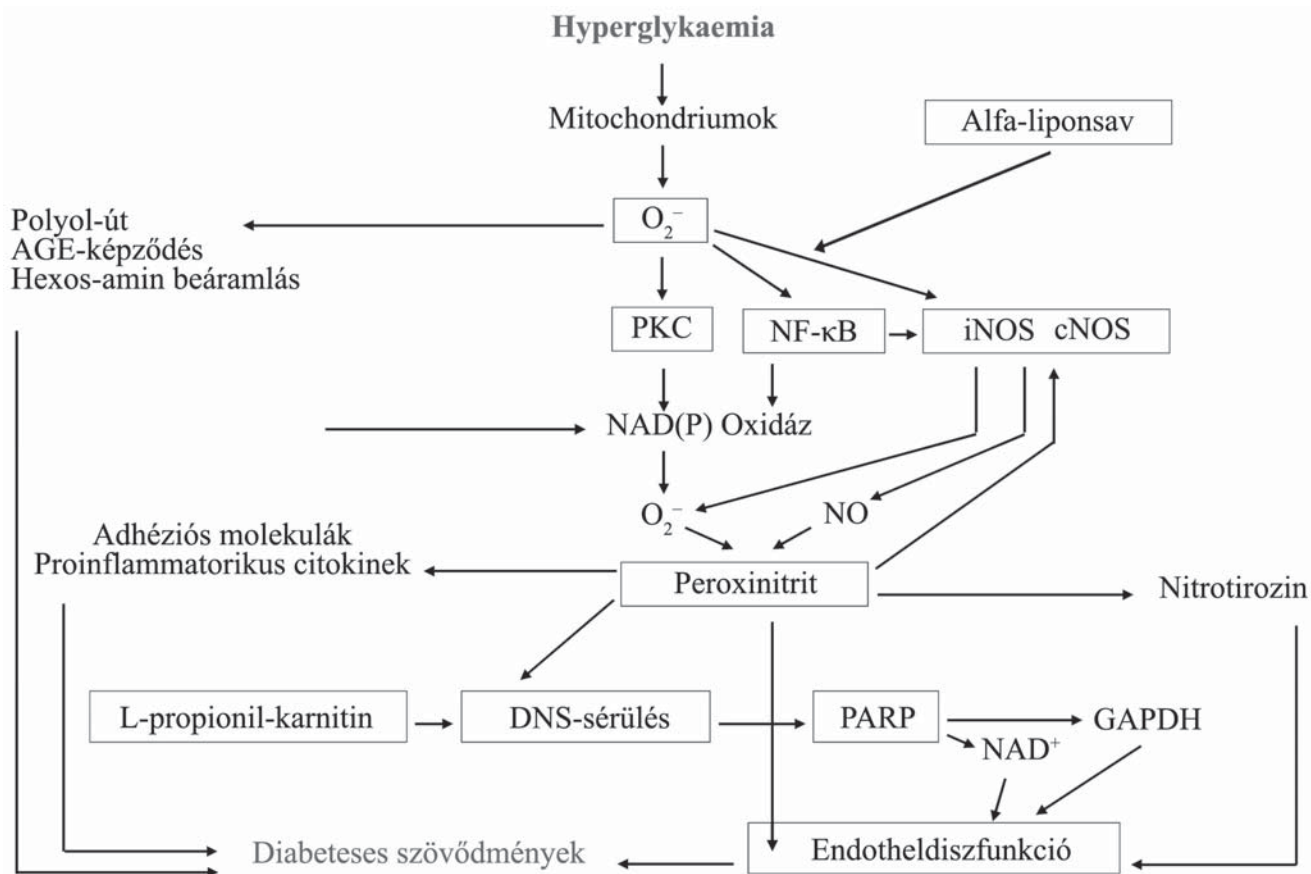 Hyperglykaemia
Mitochondriumok
Alfa-liponsav
O₂⁻
Polyol-út
AGE-képződés
Hexos-amin beáramlás
PKC
NF-κB
iNOS cNOS
NAD(P) Oxidáz
O₂⁻
NO
Adhéziós molekulák
Proinflammatorikus citokinek
Peroxinitrit
Nitrotirozin
L-propionil-karnitin
DNS-sérülés
PARP
GAPDH
NAD⁺
Diabeteses szövődmények
Endotheldiszfunkció